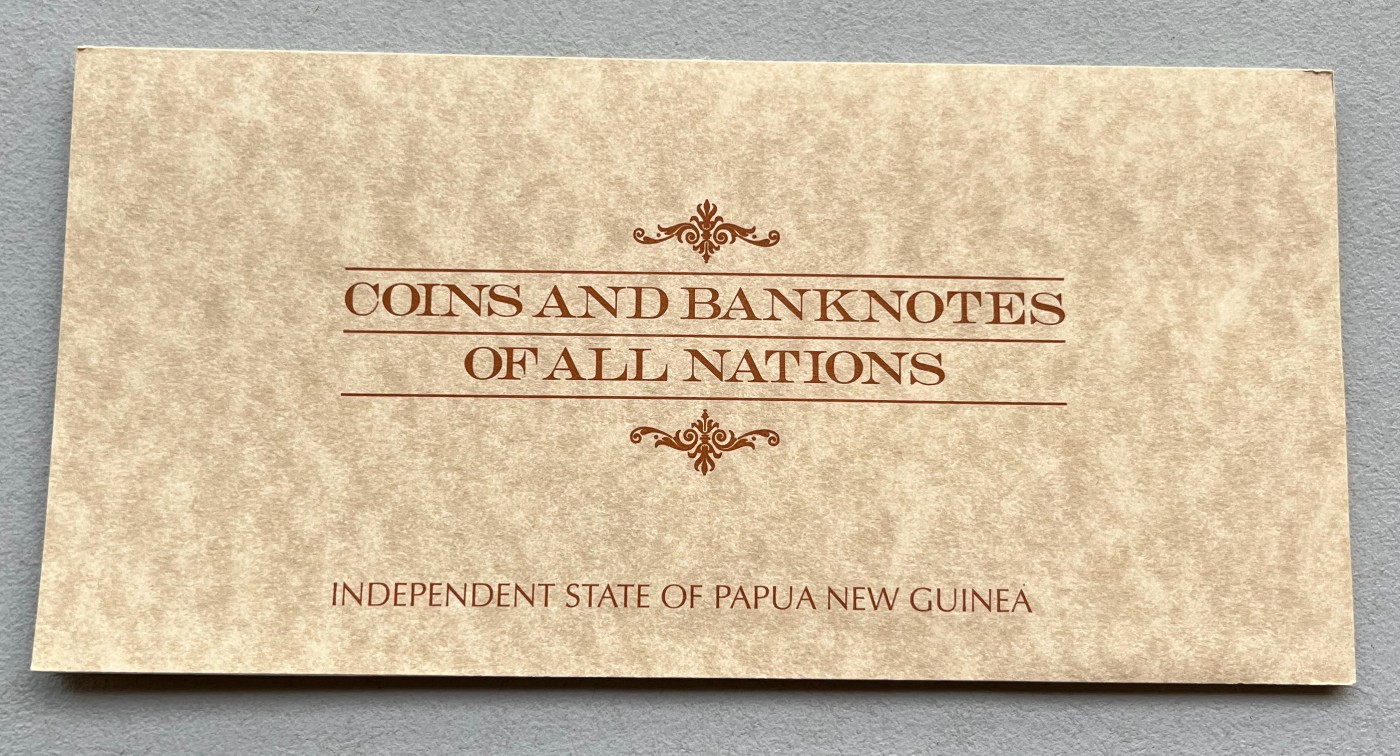 COINS AND BANKNOTES
OF ALL NATIONS
INDEPENDENT STATE OF PAPUA NEW GUINEA